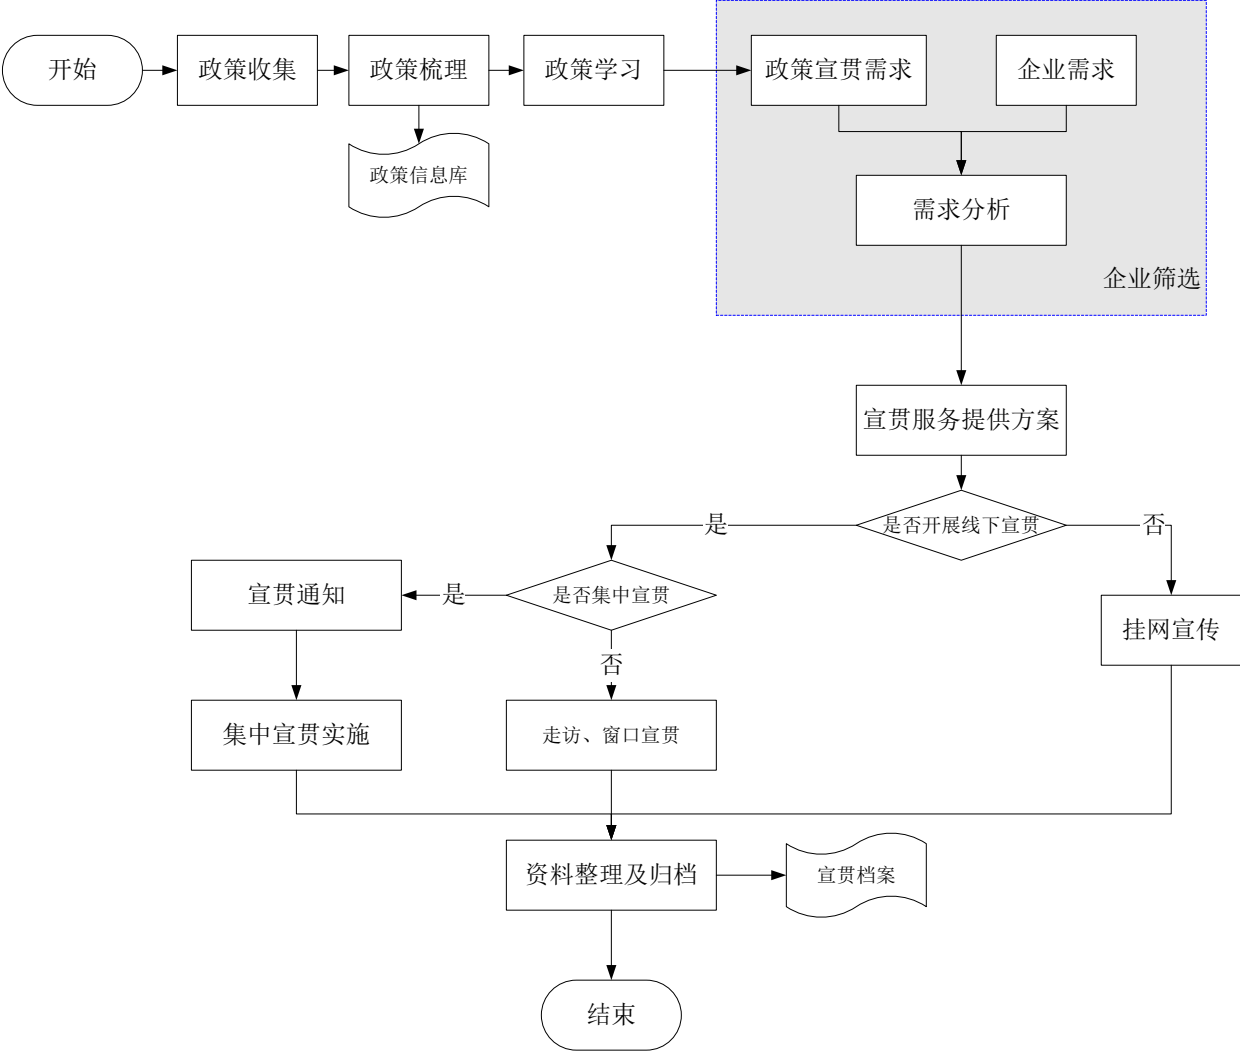 开始
政策收集
政策梳理
政策学习
政策宣贯需求
企业需求
政策信息库
需求分析
企业筛选
宣贯服务提供方案
是否开展线下宣贯
是
否
是否集中宣贯
是
宣贯通知
否
挂网宣传
集中宣贯实施
走访、窗口宣贯
资料整理及归档
宣贯档案
结束